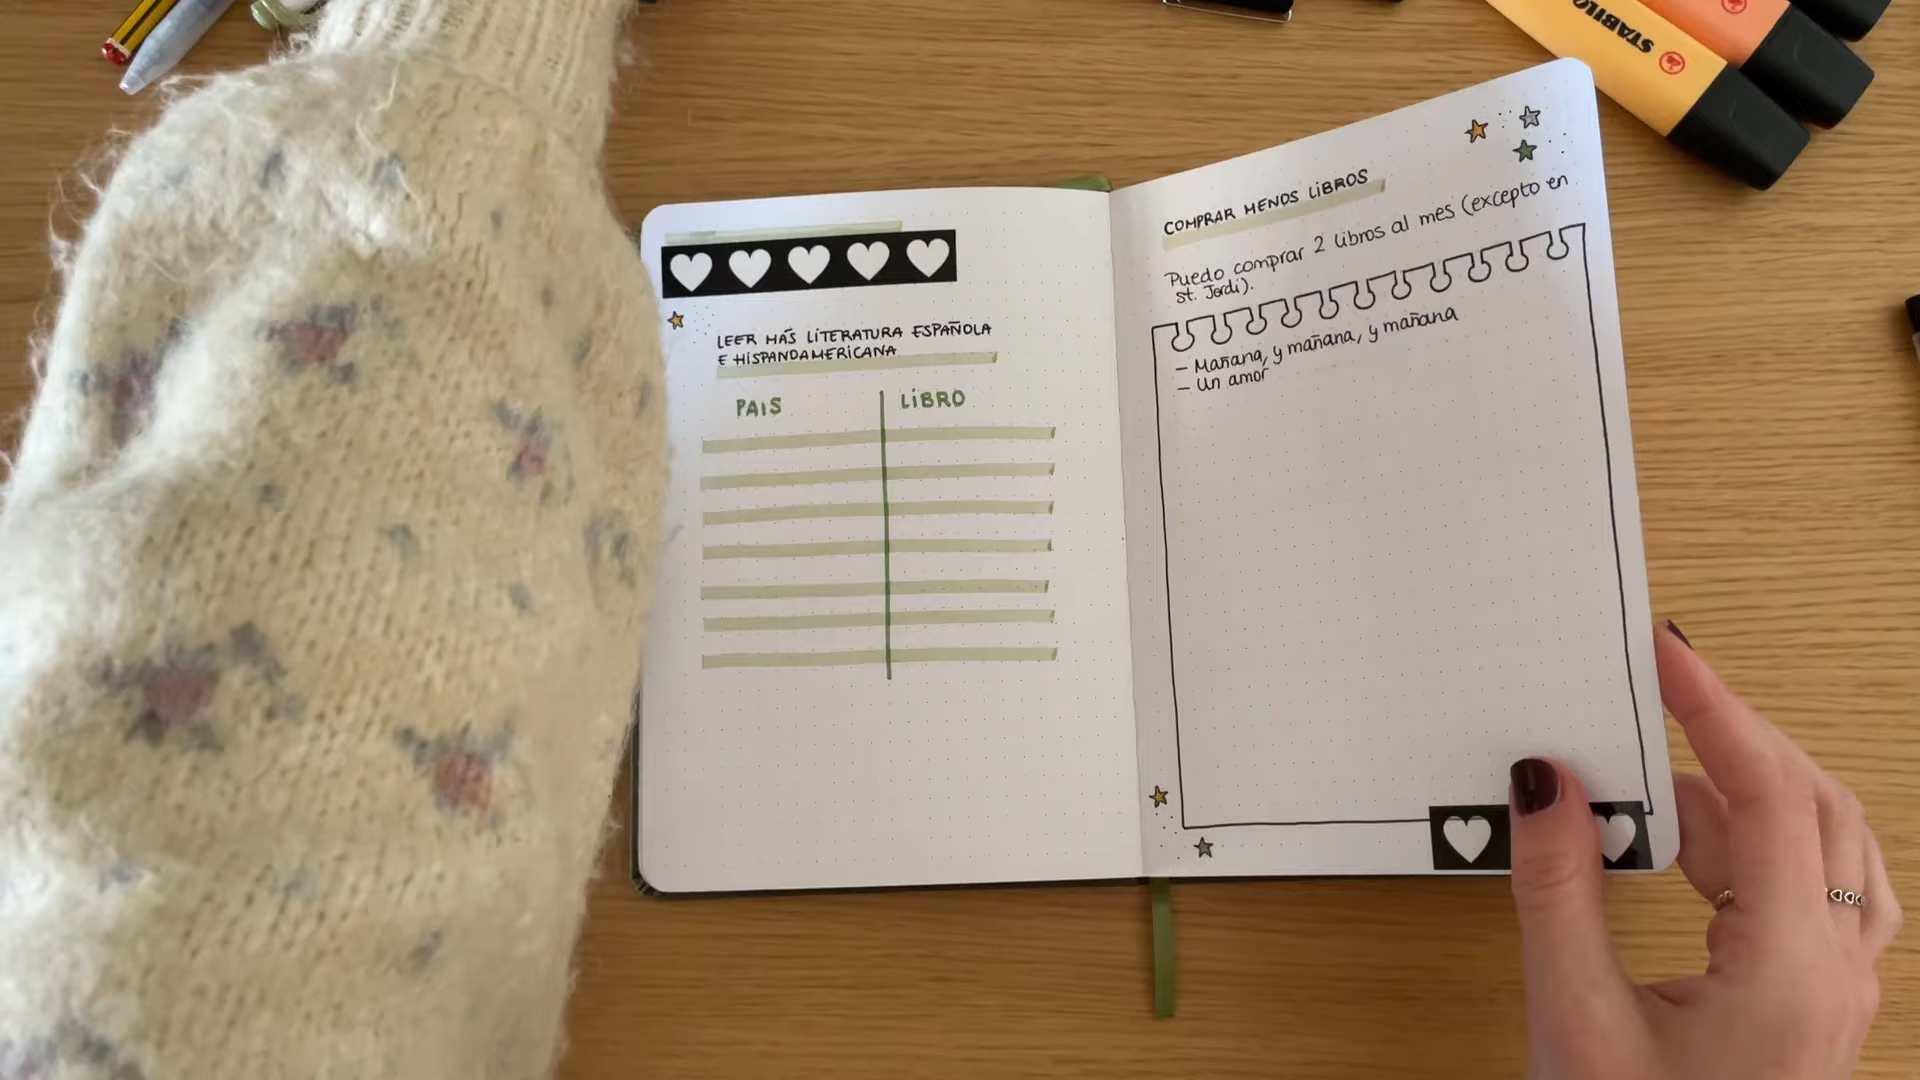 LEER MÁS LITERATURA ESPAÑOLA
E HISPANOAMERICANA
PAIS
LIBRO
COMPRAR MENOS LIBROS
Puedo comprar 2 libros al mes (excepto en
St. Jordi).
- Mañana, y mañana, y mañana
- Un amor
STABILO